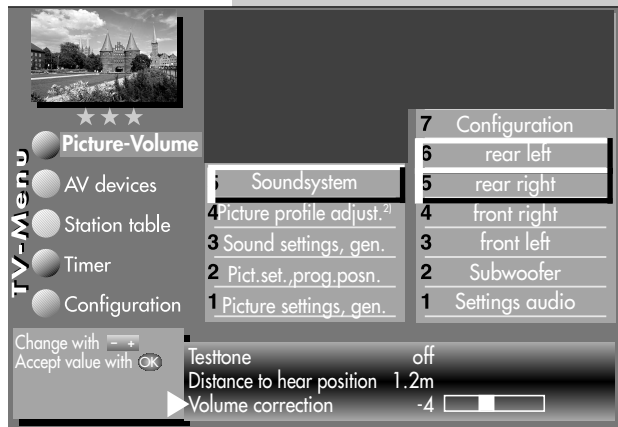 TV-Menu
Picture-Volume
AV devices
Station table
Timer
Configuration
5 Soundsystem
4 Picture profile adjust.2)
3 Sound settings, gen.
2 Pict.set.,prog.posn.
1 Picture settings, gen.
7 Configuration
6 rear left
5 rear right
4 front right
3 front left
2 Subwoofer
1 Settings audio
Change with - +
Accept value with OK
Testtone off
Distance to hear position 1.2m
Volume correction -4